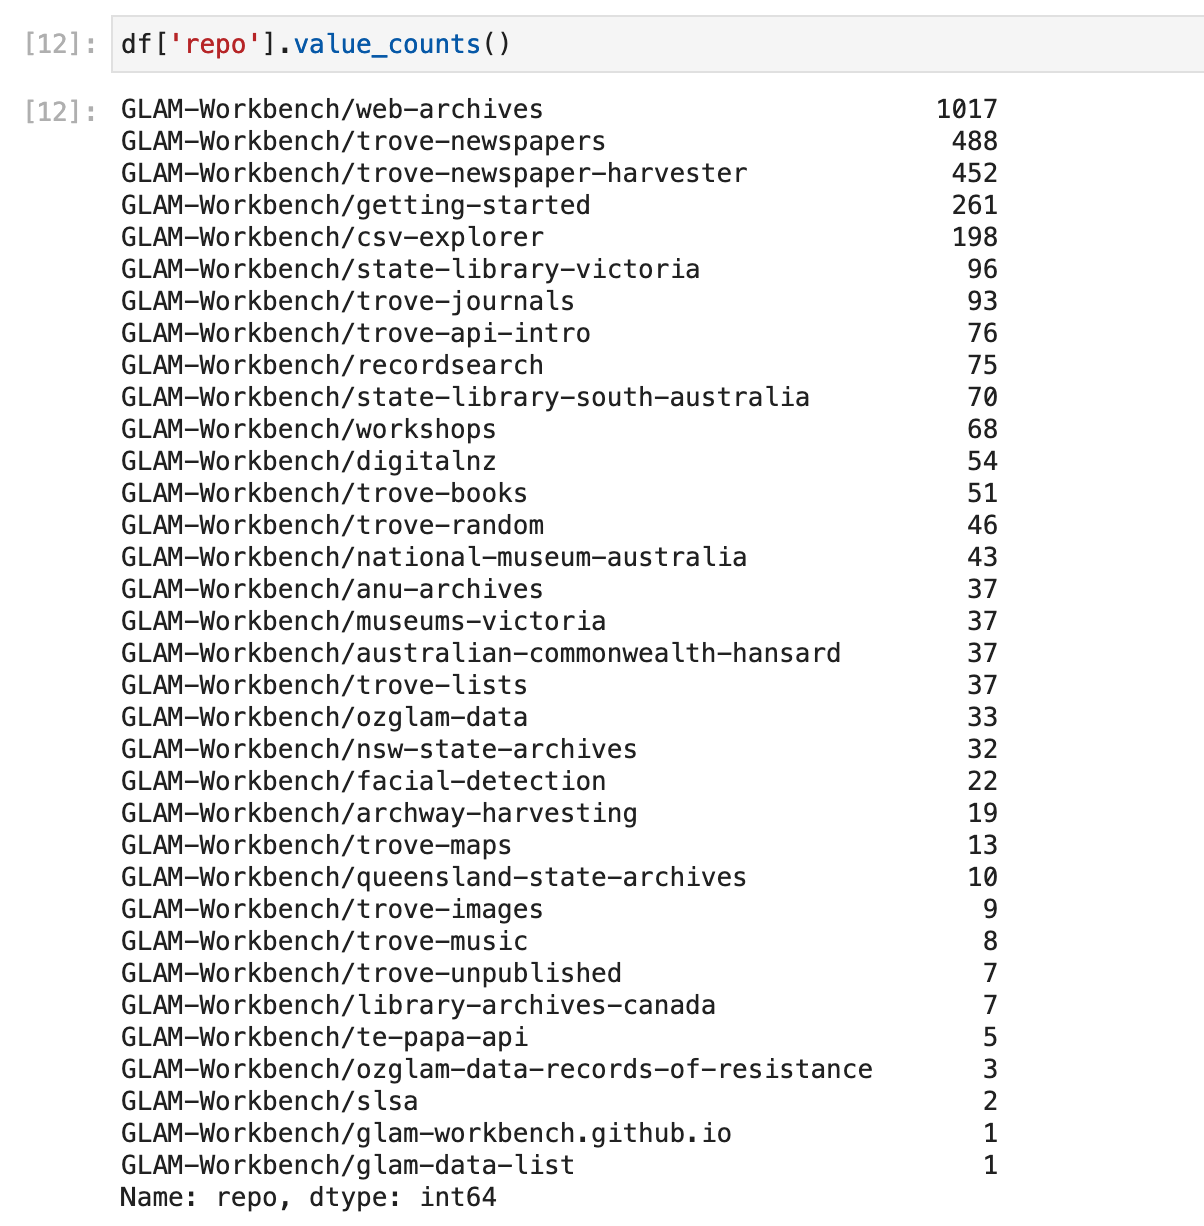 [12]: df['repo'].value_counts()
[12]: GLAM-Workbench/web-archives 1017
GLAM-Workbench/trove-newspapers 488
GLAM-Workbench/trove-newspaper-harvester 452
GLAM-Workbench/getting-started 261
GLAM-Workbench/csv-explorer 198
GLAM-Workbench/state-library-victoria 96
GLAM-Workbench/trove-journals 93
GLAM-Workbench/trove-api-intro 76
GLAM-Workbench/recordsearch 75
GLAM-Workbench/state-library-south-australia 70
GLAM-Workbench/workshops 68
GLAM-Workbench/digitalnz 54
GLAM-Workbench/trove-books 51
GLAM-Workbench/trove-random 46
GLAM-Workbench/national-museum-australia 43
GLAM-Workbench/anu-archives 37
GLAM-Workbench/museums-victoria 37
GLAM-Workbench/australian-commonwealth-hansard 37
GLAM-Workbench/trove-lists 37
GLAM-Workbench/ozglam-data 33
GLAM-Workbench/nsw-state-archives 32
GLAM-Workbench/facial-detection 22
GLAM-Workbench/archway-harvesting 19
GLAM-Workbench/trove-maps 13
GLAM-Workbench/queensland-state-archives 10
GLAM-Workbench/trove-images 9
GLAM-Workbench/trove-music 8
GLAM-Workbench/trove-unpublished 7
GLAM-Workbench/library-archives-canada 7
GLAM-Workbench/te-papa-api 5
GLAM-Workbench/ozglam-data-records-of-resistance 3
GLAM-Workbench/slsa 2
GLAM-Workbench/glam-workbench.github.io 1
GLAM-Workbench/glam-data-list 1
Name: repo, dtype: int64